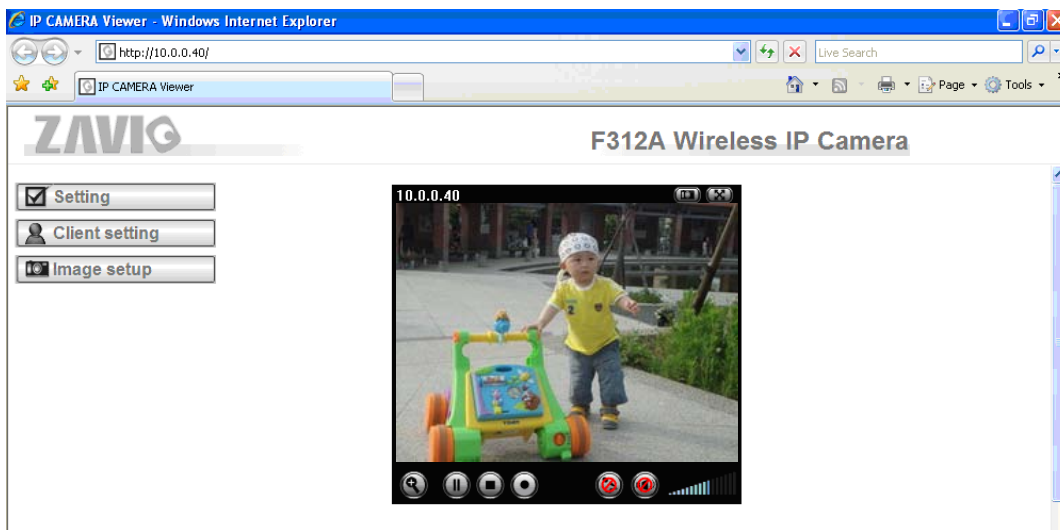 IP CAMERA Viewer - Windows Internet Explorer
http://10.0.0.40/
Live Search
IP CAMERA Viewer
Page
Tools
ZAVIO
F312A Wireless IP Camera
Setting
Client setting
Image setup
10.0.0.40
2